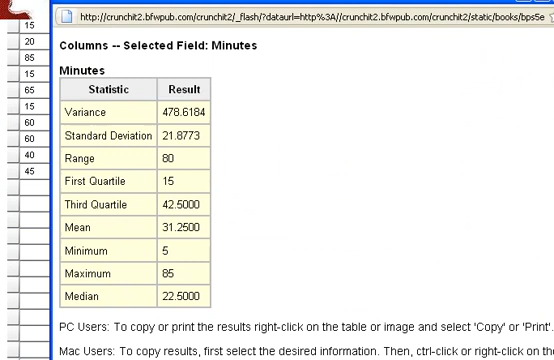 http://crunchit2.bfwpub.com/crunchit2/_flash/?dataurl=http%3A//crunchit2.bfwpub.com/crunchit2/static/books/bps5e
15
20
85
15
65
15
60
60
40
45
Columns -- Selected Field: Minutes
Minutes
Statistic Result
Variance 478.6184
Standard Deviation 21.8773
Range 80
First Quartile 15
Third Quartile 42.5000
Mean 31.2500
Minimum 5
Maximum 85
Median 22.5000
PC Users: To copy or print the results right-click on the table or image and select 'Copy' or 'Print'.
Mac Users: To copy results, first select the desired information. Then, ctrl-click or right-click on the